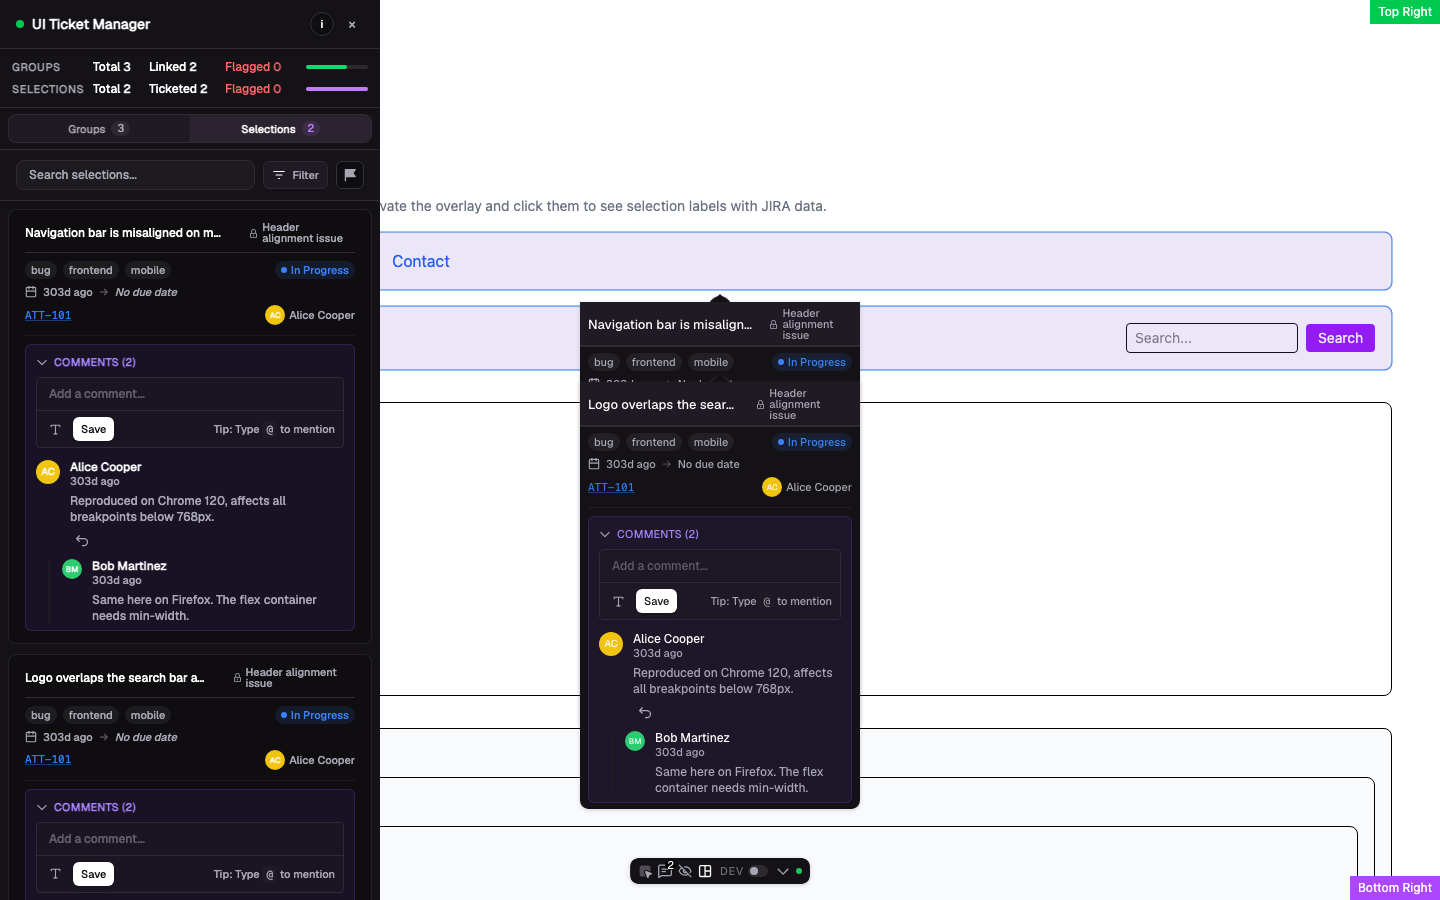 UI Ticket Manager
i
×
GROUPS Total 3 Linked 2 Flagged 0
SELECTIONS Total 2 Ticketed 2 Flagged 0
Groups 3
Selections 2
Search selections...
Filter
Navigation bar is misaligned on m...
Header
alignment issue
bug frontend mobile
In Progress
303d ago → No due date
ATT-101
AC Alice Cooper
COMMENTS (2)
Add a comment...
T Save Tip: Type @ to mention
AC Alice Cooper
303d ago
Reproduced on Chrome 120, affects all
breakpoints below 768px.
BM Bob Martinez
303d ago
Same here on Firefox. The flex container
needs min-width.
Logo overlaps the search bar a...
Header alignment
issue
bug frontend mobile
In Progress
303d ago → No due date
ATT-101
AC Alice Cooper
COMMENTS (2)
Add a comment...
T Save Tip: Type @ to mention
Top Right
vate the overlay and click them to see selection labels with JIRA data.
Contact
Search...
Search
Navigation bar is misalign...
Header
alignment
issue
bug frontend mobile
In Progress
Logo overlaps the sear...
Header
alignment
issue
bug frontend mobile
In Progress
303d ago → No due date
ATT-101
AC Alice Cooper
COMMENTS (2)
Add a comment...
T Save Tip: Type @ to mention
AC Alice Cooper
303d ago
Reproduced on Chrome 120, affects
all breakpoints below 768px.
BM Bob Martinez
303d ago
Same here on Firefox. The flex
container needs min-width.
2
DEV
Bottom Right